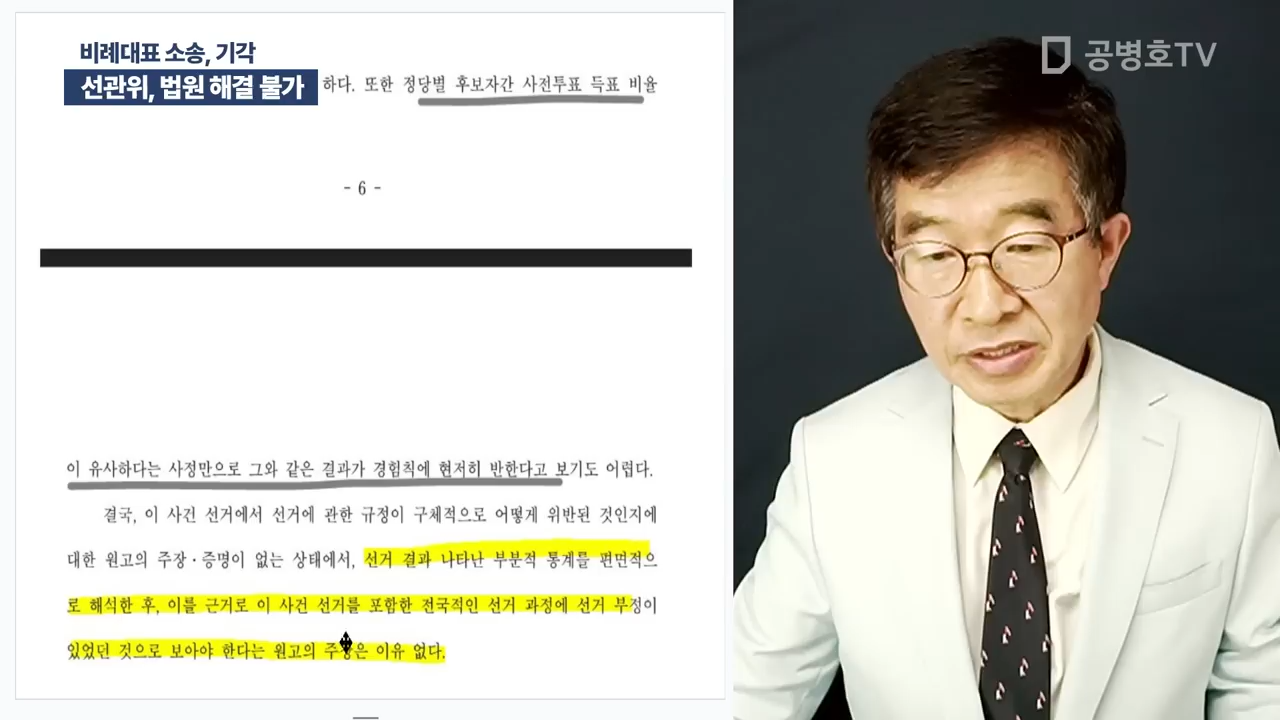 비례대표 소송, 기각
선관위, 법원 해결 불가
하다. 또한 정당별 후보자간 사전투표 득표 비율
- 6 -
이 유사하다는 사정만으로 그와 같은 결과가 경험칙에 현저히 반한다고 보기도 어렵다.
결국, 이 사건 선거에서 선거에 관한 규정이 구체적으로 어떻게 위반된 것인지에
대한 원고의 주장·증명이 없는 상태에서, 선거 결과 나타난 부분적 통계를 편면적으
로 해석한 후, 이를 근거로 이 사건 선거를 포함한 전국적인 선거 과정에 선거 부정이
있었던 것으로 보아야 한다는 원고의 주장은 이유 없다.
공병호TV